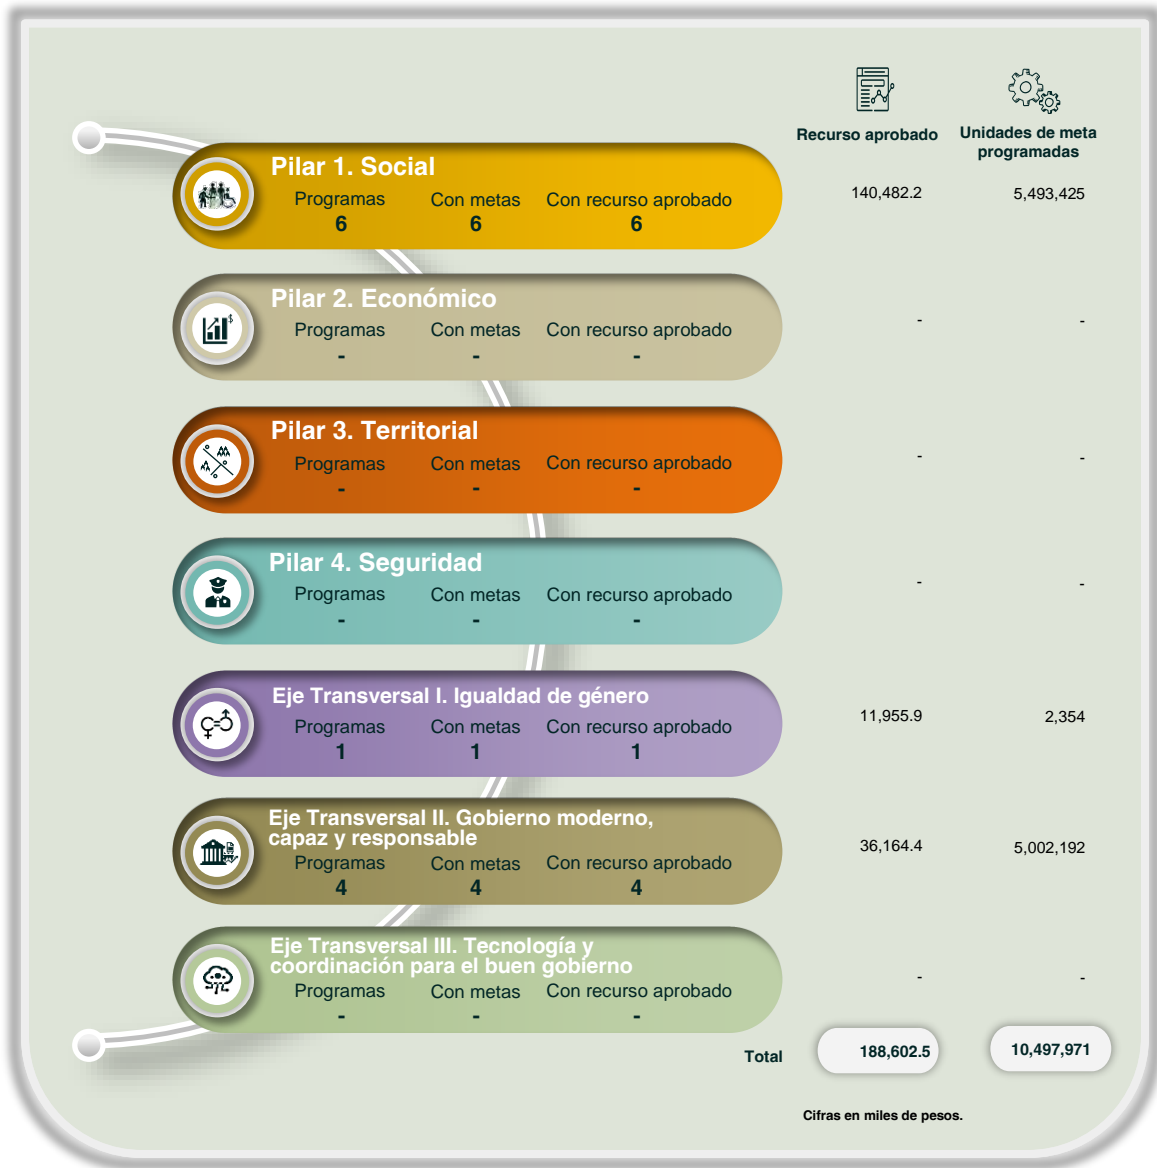 Recurso aprobado
Unidades de meta
programadas
Pilar 1. Social
Programas Con metas Con recurso aprobado
6 6 6
140,482.2 5,493,425
Pilar 2. Económico
Programas Con metas Con recurso aprobado
- - -
- -
Pilar 3. Territorial
Programas Con metas Con recurso aprobado
- - -
- -
Pilar 4. Seguridad
Programas Con metas Con recurso aprobado
- - -
- -
Eje Transversal I. Igualdad de género
Programas Con metas Con recurso aprobado
1 1 1
11,955.9 2,354
Eje Transversal II. Gobierno moderno,
capaz y responsable
Programas Con metas Con recurso aprobado
4 4 4
36,164.4 5,002,192
Eje Transversal III. Tecnología y
coordinación para el buen gobierno
Programas Con metas Con recurso aprobado
- - -
- -
Total 188,602.5 10,497,971
Cifras en miles de pesos.